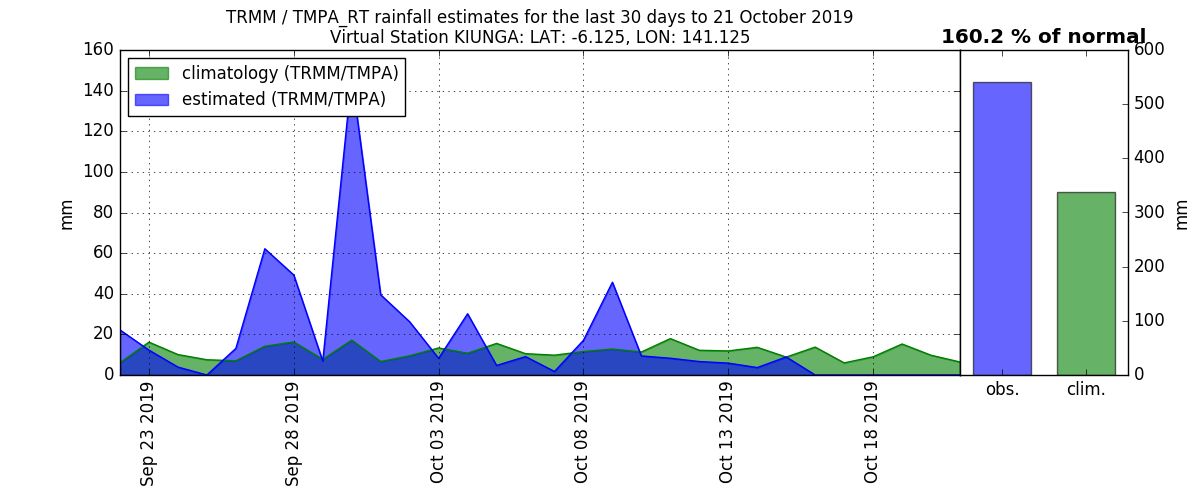 TRMM / TMPA_RT rainfall estimates for the last 30 days to 21 October 2019
Virtual Station KIUNGA: LAT: -6.125, LON: 141.125
160.2 % of normal
climatology (TRMM/TMPA)
estimated (TRMM/TMPA)
160
140
120
100
80
60
40
20
0
mm
Sep 23 2019
Sep 28 2019
Oct 03 2019
Oct 08 2019
Oct 13 2019
Oct 18 2019
600
500
400
300
200
100
0
mm
obs.
clim.